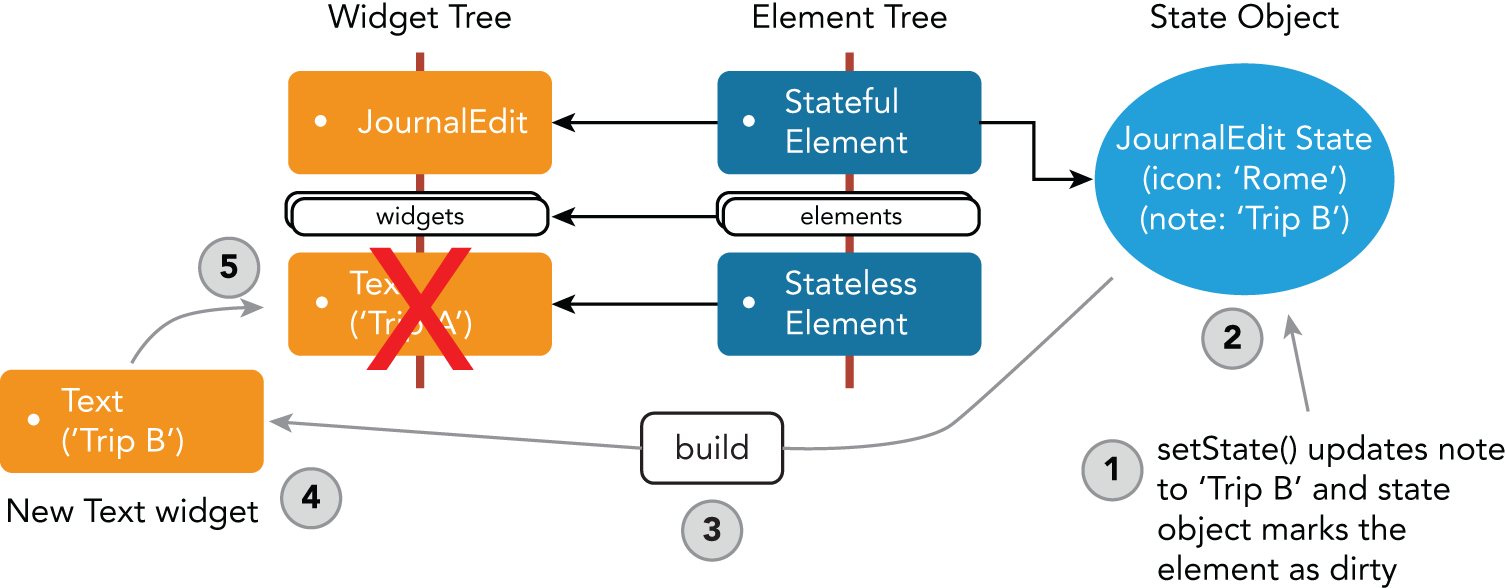 Widget Tree
Element Tree
State Object
• JournalEdit
• Stateful
Element
JournalEdit State
(icon: ‘Rome’)
(note: ‘Trip B’)
widgets
elements
5
• Text
(‘Trip A’)
• Stateless
Element
2
• Text
(‘Trip B’)
build
1
setState() updates note
to ‘Trip B’ and state
object marks the
element as dirty
New Text widget
4
3